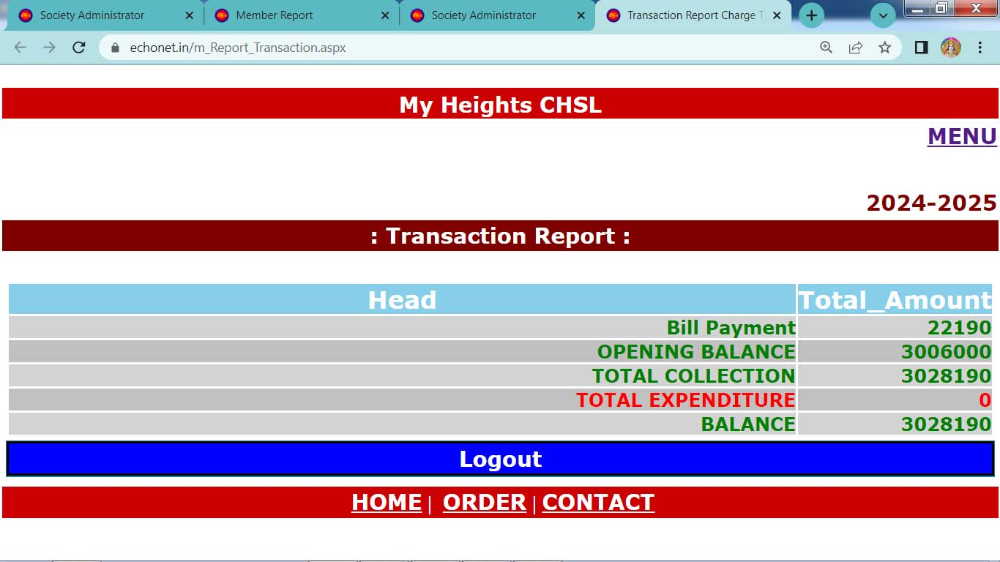 Society Administrator
Member Report
Society Administrator
Transaction Report Charge
echonet.in/m_Report_Transaction.aspx
My Heights CHSL
MENU
2024-2025
: Transaction Report :
Head Total_Amount
Bill Payment 22190
OPENING BALANCE 3006000
TOTAL COLLECTION 3028190
TOTAL EXPENDITURE 0
BALANCE 3028190
Logout
HOME | ORDER | CONTACT